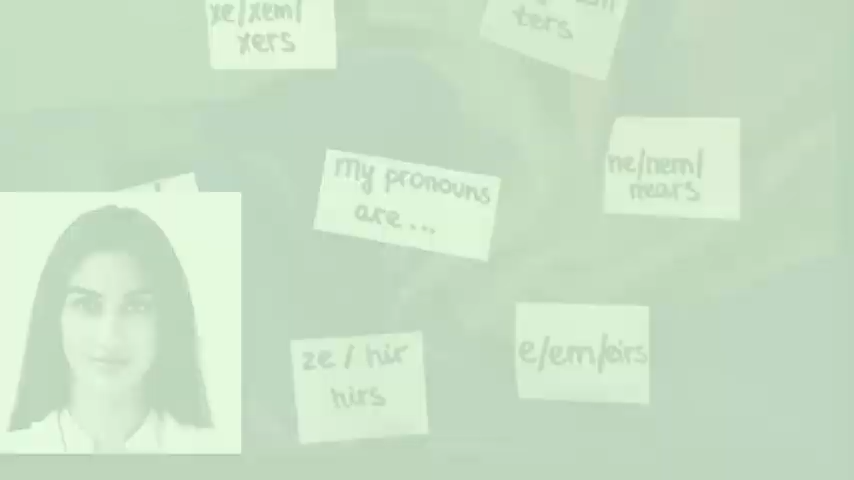 xe/xem/
xers
ters
my pronouns
are...
ne/nem/
nears
ze / hir
hirs
e/em/eirs